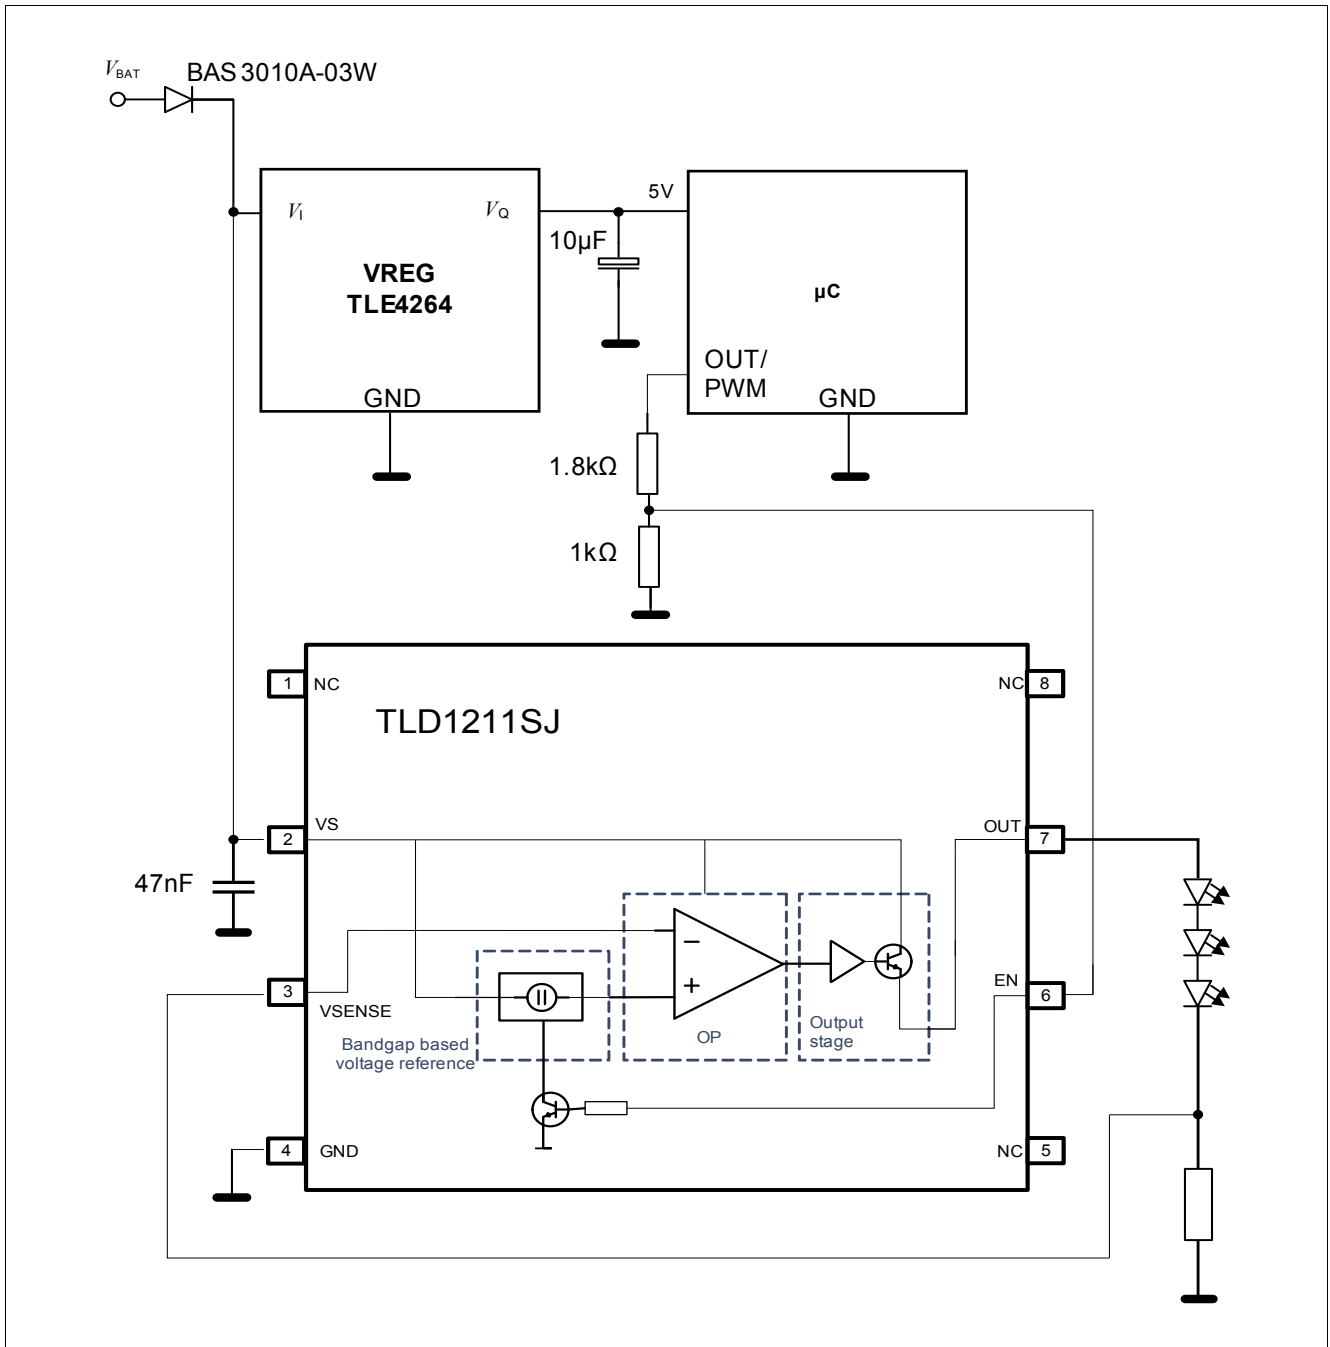 VBAT
BAS 3010A-03W
VI
VQ
VREG
TLE4264
GND
5V
10µF
µC
OUT/
PWM
GND
1.8kΩ
1kΩ
1
NC
NC
8
TLD1211SJ
2
VS
OUT
7
47nF
3
VSENSE
EN
6
Bandgap based
voltage reference
OP
Output
stage
4
GND
NC
5